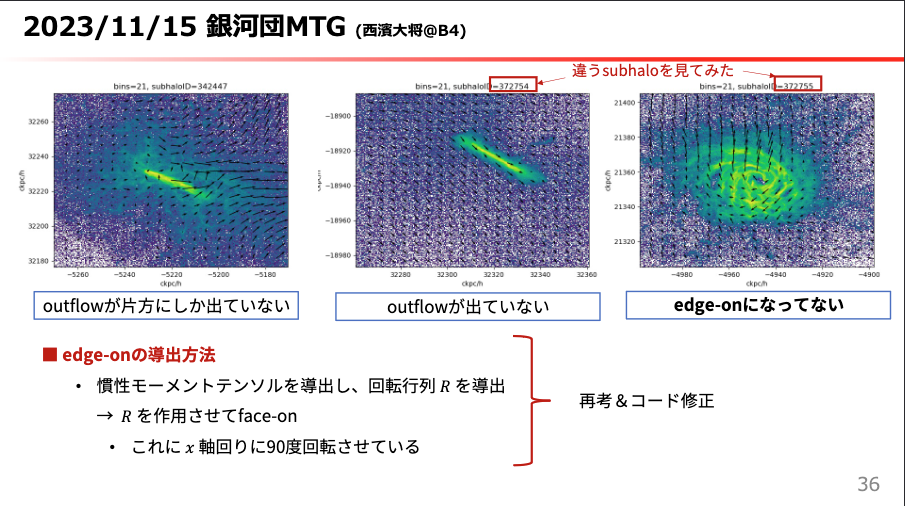 2023/11/15 銀河団MTG (西濱大将@B4)
違うsubhaloを見てみた
bins=21, subhaloID=342447
bins=21, subhaloID=372754
bins=21, subhaloID=372755
32260
32240
32220
32200
32180
ckpc/h
−5260
−5240
−5220
−5200
−5180
ckpc/h
−18900
−18920
−18940
−18960
−18980
32280
32300
32320
32340
32360
ckpc/h
21400
21380
21360
21340
21320
ckpc/h
−4980
−4960
−4940
−4920
−4900
ckpc/h
outflowが片方にしか出ていない
outflowが出ていない
edge-onになってない
■ edge-onの導出方法
• 慣性モーメントテンソルを導出し、回転行列 R を導出
→ R を作用させてface-on
• これに x 軸回りに90度回転させている
再考＆コード修正
36